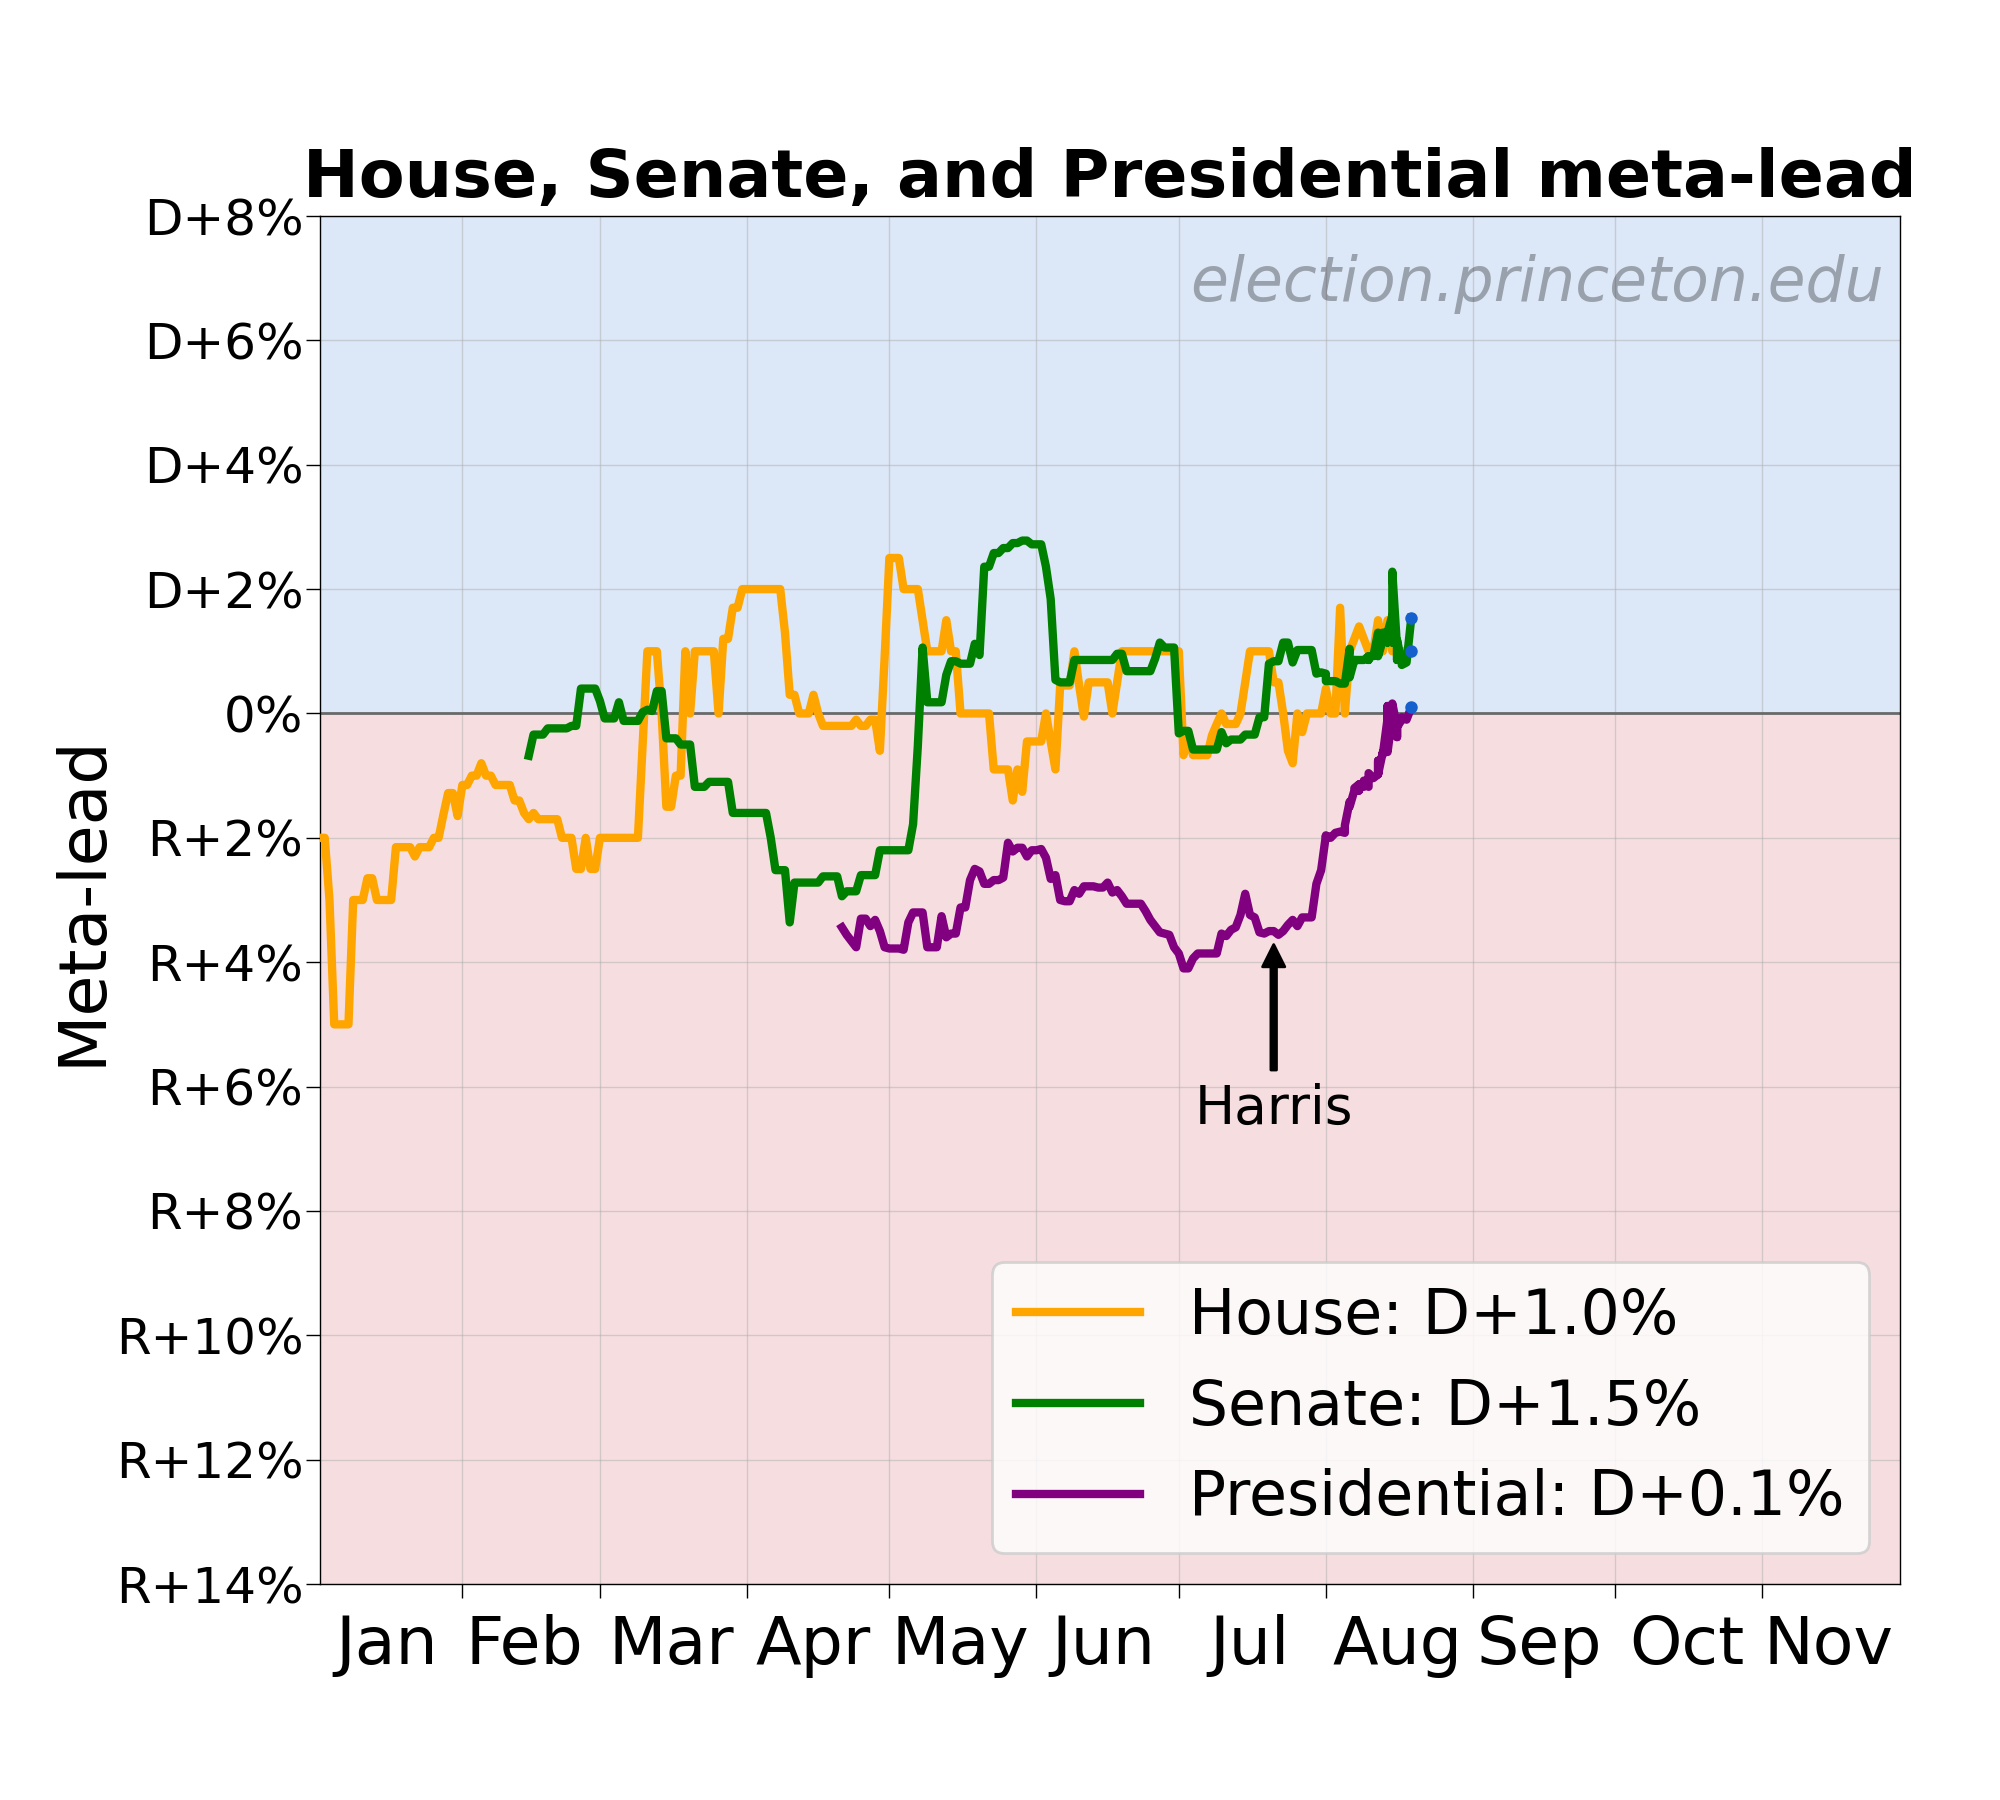 House, Senate, and Presidential meta-lead
election.princeton.edu
D+8%
D+6%
D+4%
D+2%
0%
R+2%
R+4%
R+6%
R+8%
R+10%
R+12%
R+14%
Meta-lead
Harris
House: D+1.0%
Senate: D+1.5%
Presidential: D+0.1%
Jan Feb Mar Apr May Jun Jul Aug Sep Oct Nov